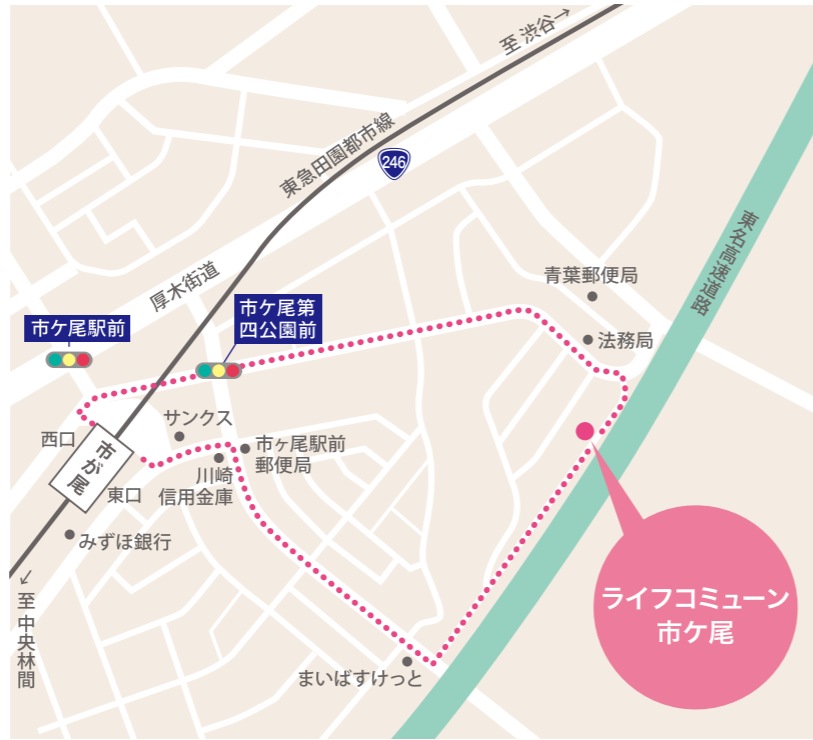 至 渋谷→
東急田園都市線
246
東名高速道路
厚木街道
青葉郵便局
市ケ尾第
四公園前
市ケ尾駅前
法務局
サンクス
西口
市が尾
市ヶ尾駅前
郵便局
川崎
信用金庫
東口
みずほ銀行
←至中央林間
ライフコミューン
市ケ尾
まいばすけっと